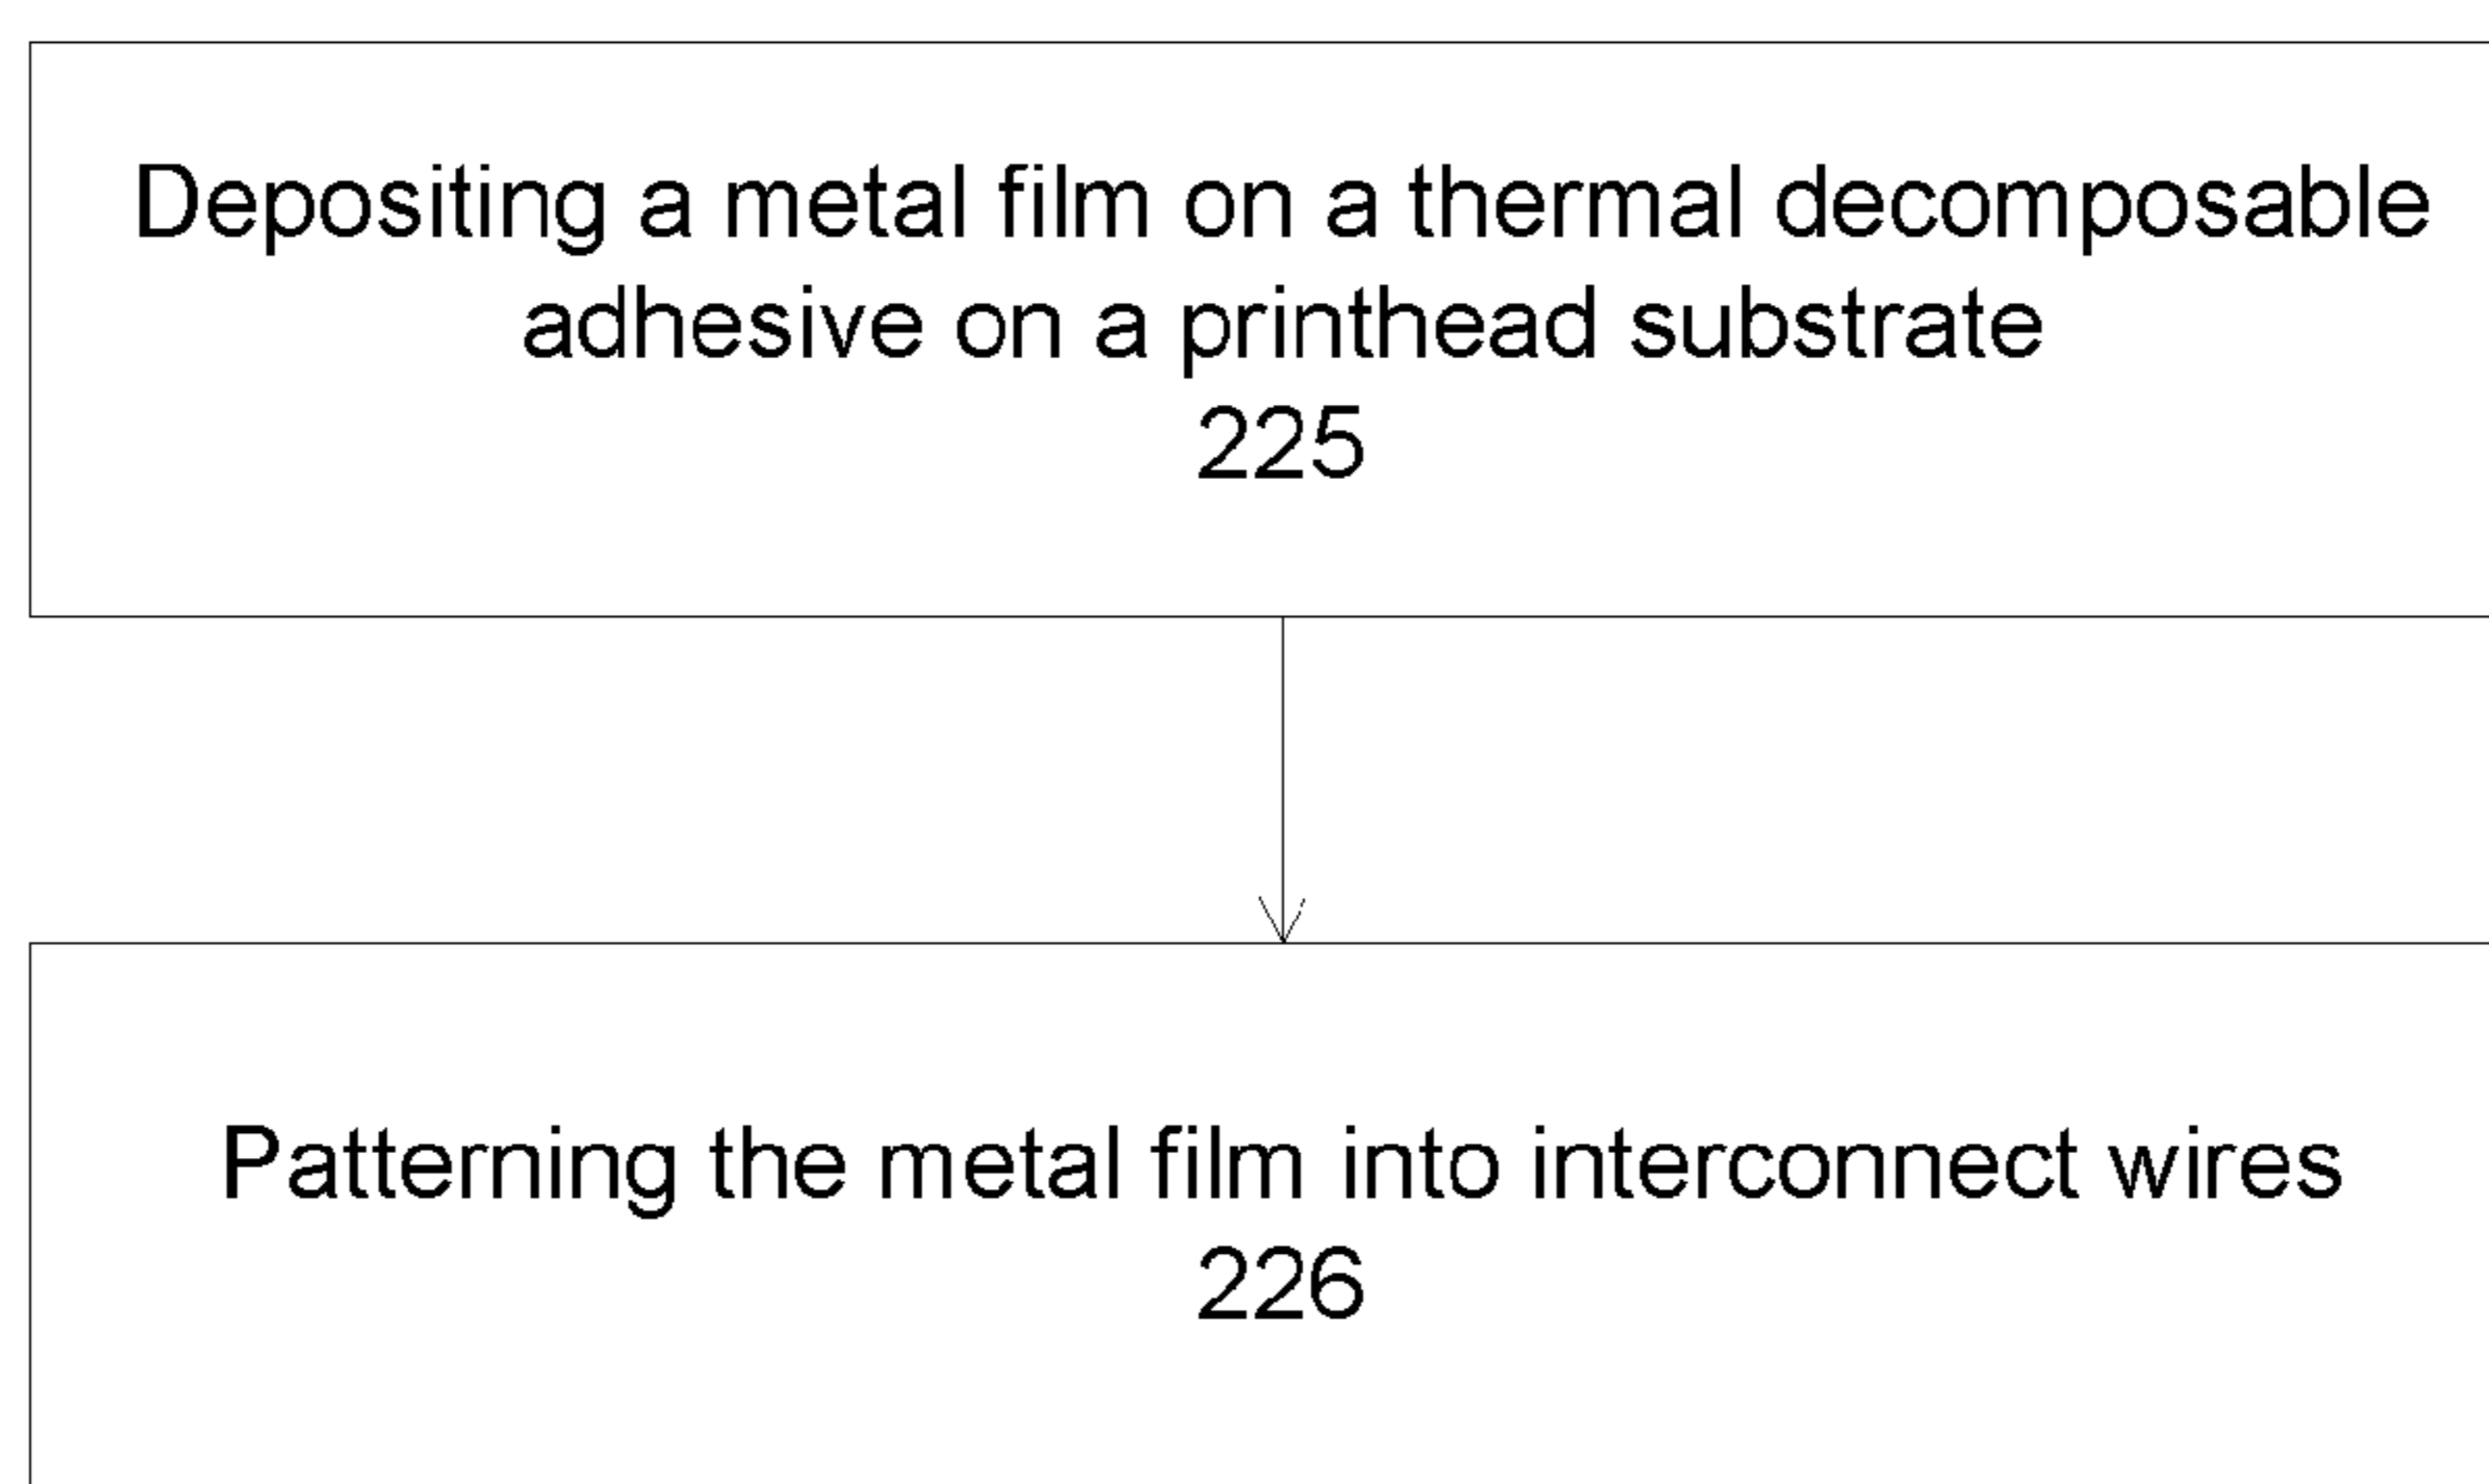 Depositing a metal film on a thermal decomposable
adhesive on a printhead substrate
225
Patterning the metal film into interconnect wires
226